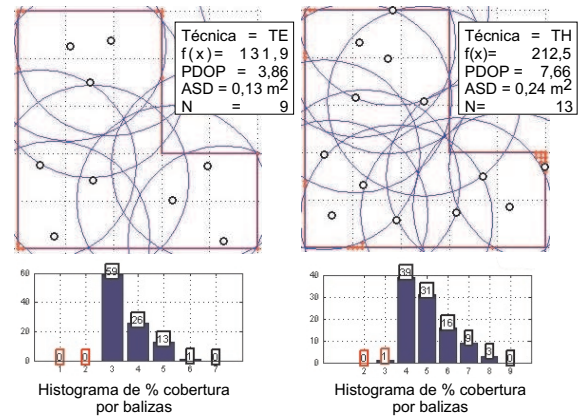 Técnica = TE
f(x)= 131,9
PDOP = 3,86
ASD = 0,13 m2
N = 9
Técnica = TH
f(x)= 212,5
PDOP = 7,66
ASD = 0,24 m2
N= 13
60
40
20
0
59
26
13
0
0
1
0
1 2 3 4 5 6 7
Histograma de % cobertura
por balizas
40
30
20
10
0
39
31
16
9
3
0
1
0
2 3 4 5 6 7 8 9
Histograma de % cobertura
por balizas